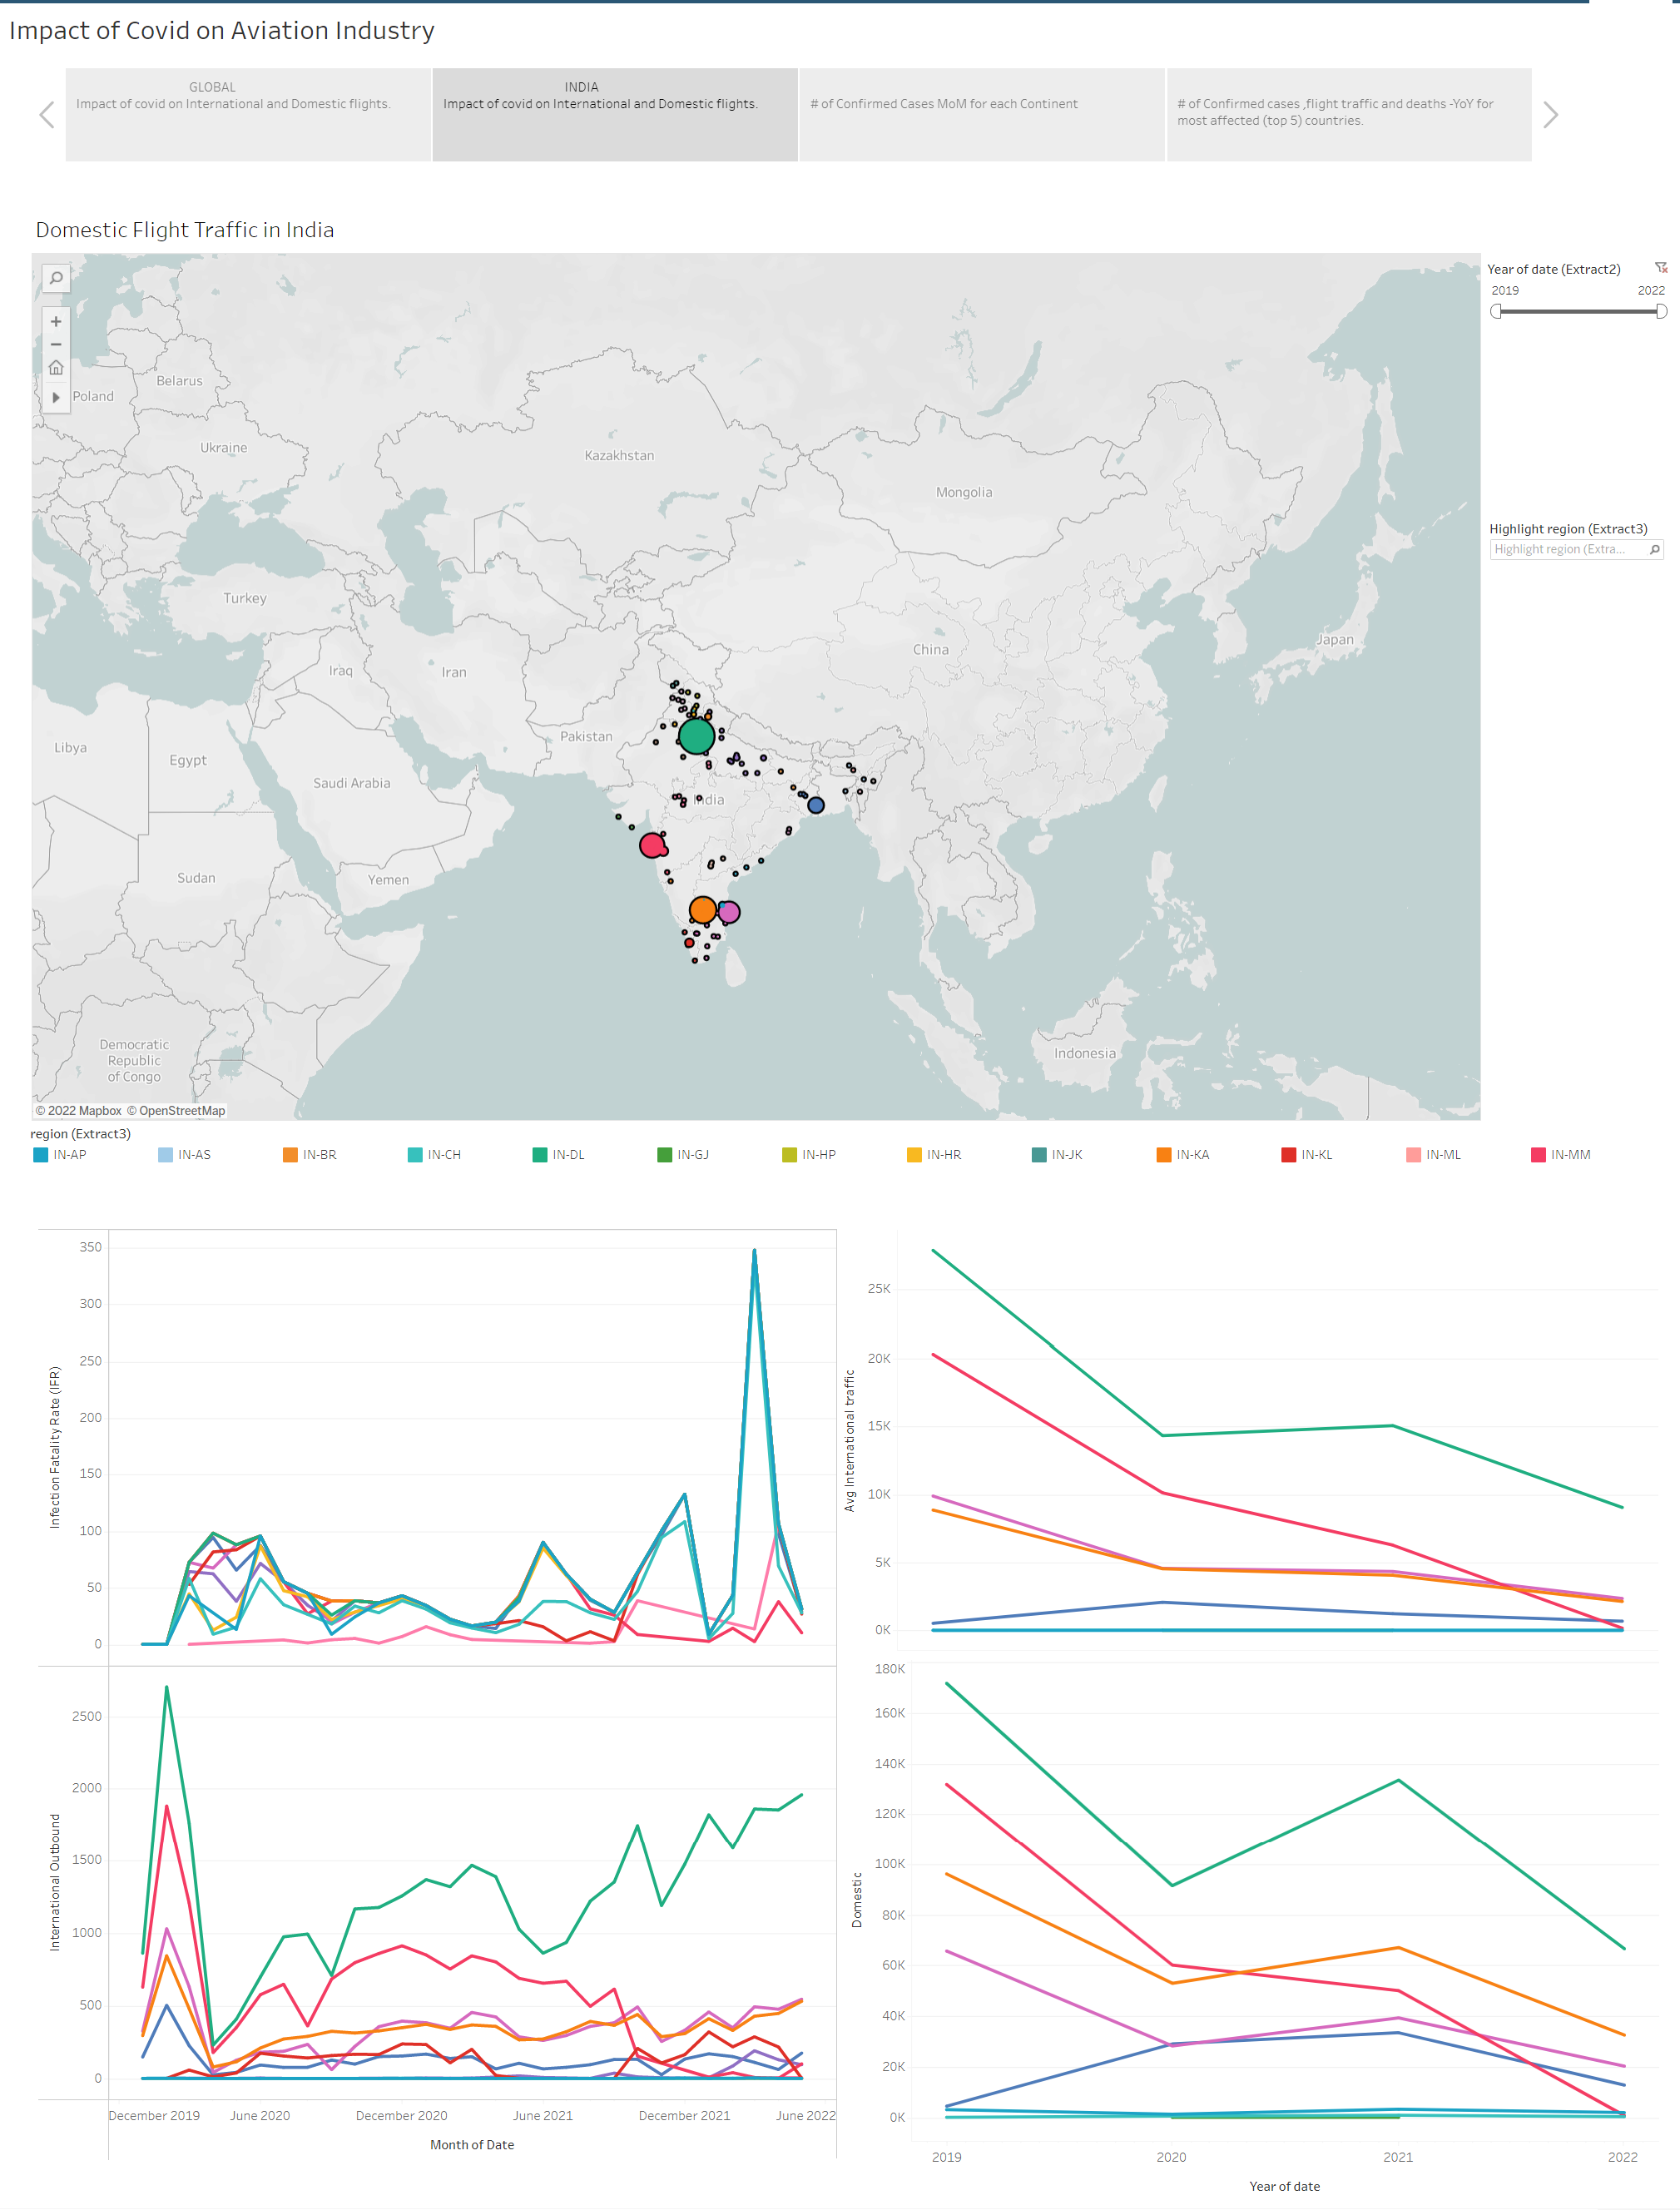 Impact of Covid on Aviation Industry
GLOBAL
Impact of covid on International and Domestic flights.
INDIA
Impact of covid on International and Domestic flights.
# of Confirmed Cases MoM for each Continent
# of Confirmed cases ,flight traffic and deaths -YoY for
most affected (top 5) countries.
Domestic Flight Traffic in India
Year of date (Extract2)
2019
2022
Highlight region (Extract3)
Highlight region (Extra...
Poland
Belarus
Ukraine
Kazakhstan
Mongolia
Turkey
Iraq
Iran
China
Japan
Libya
Egypt
Pakistan
Saudi Arabia
India
Sudan
Yemen
Democratic
Republic
of Congo
Indonesia
© 2022 Mapbox © OpenStreetMap
region (Extract3)
IN-AP
IN-AS
IN-BR
IN-CH
IN-DL
IN-GJ
IN-HP
IN-HR
IN-JK
IN-KA
IN-KL
IN-ML
IN-MM
Infection Fatality Rate (IFR)
350
300
250
200
150
100
50
0
International Outbound
2500
2000
1500
1000
500
0
December 2019
June 2020
December 2020
June 2021
December 2021
June 2022
Month of Date
Avg International traffic
25K
20K
15K
10K
5K
0K
Domestic
180K
160K
140K
120K
100K
80K
60K
40K
20K
0K
2019
2020
2021
2022
Year of date